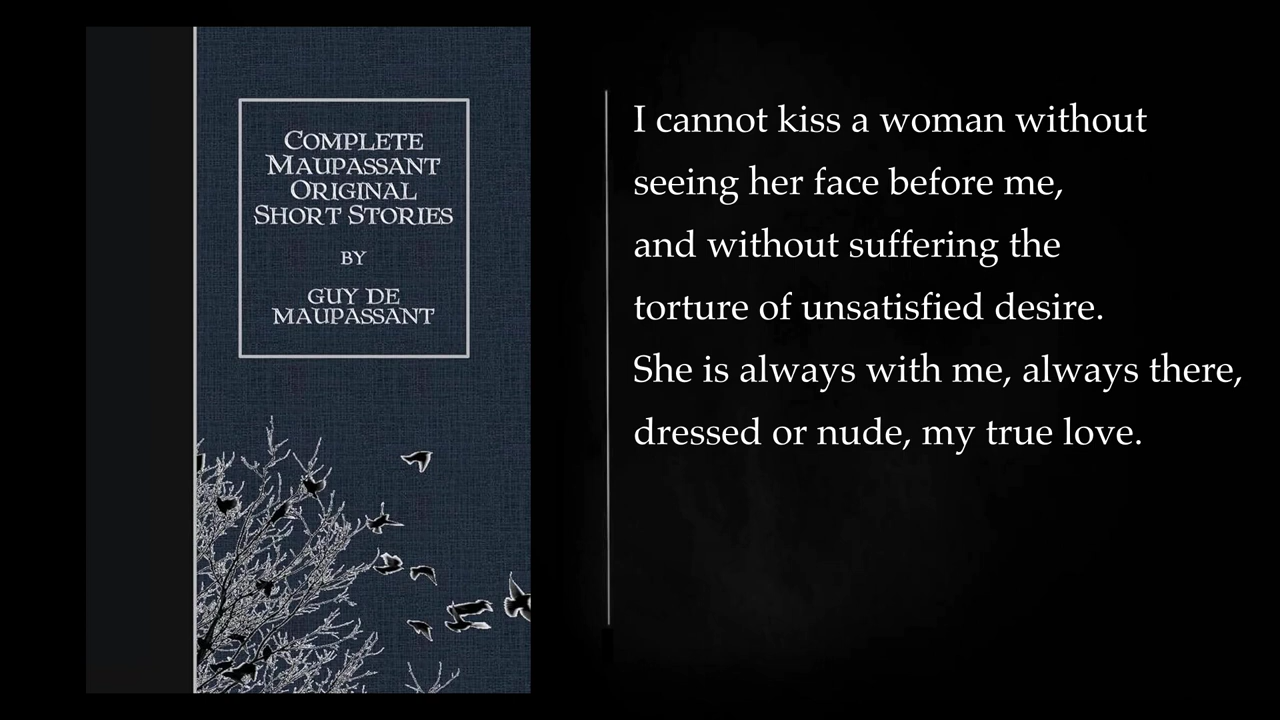 COMPLETE
MAUPASSANT
ORIGINAL
SHORT STORIES
BY
GUY DE
MAUPASSANT
I cannot kiss a woman without
seeing her face before me,
and without suffering the
torture of unsatisfied desire.
She is always with me, always there,
dressed or nude, my true love.